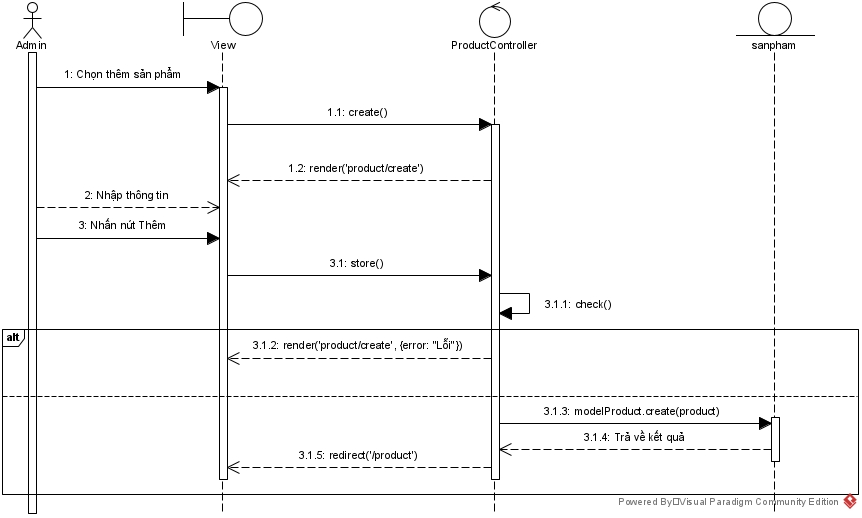 Admin
View
ProductController
sanpham
1: Chọn thêm sản phẩm
1.1: create()
1.2: render('product/create')
2: Nhập thông tin
3: Nhấn nút Thêm
3.1: store()
3.1.1: check()
alt
3.1.2: render('product/create', {error: "Lỗi"})
3.1.3: modelProduct.create(product)
3.1.4: Trả về kết quả
3.1.5: redirect('/product')
Powered By□Visual Paradigm Community Edition